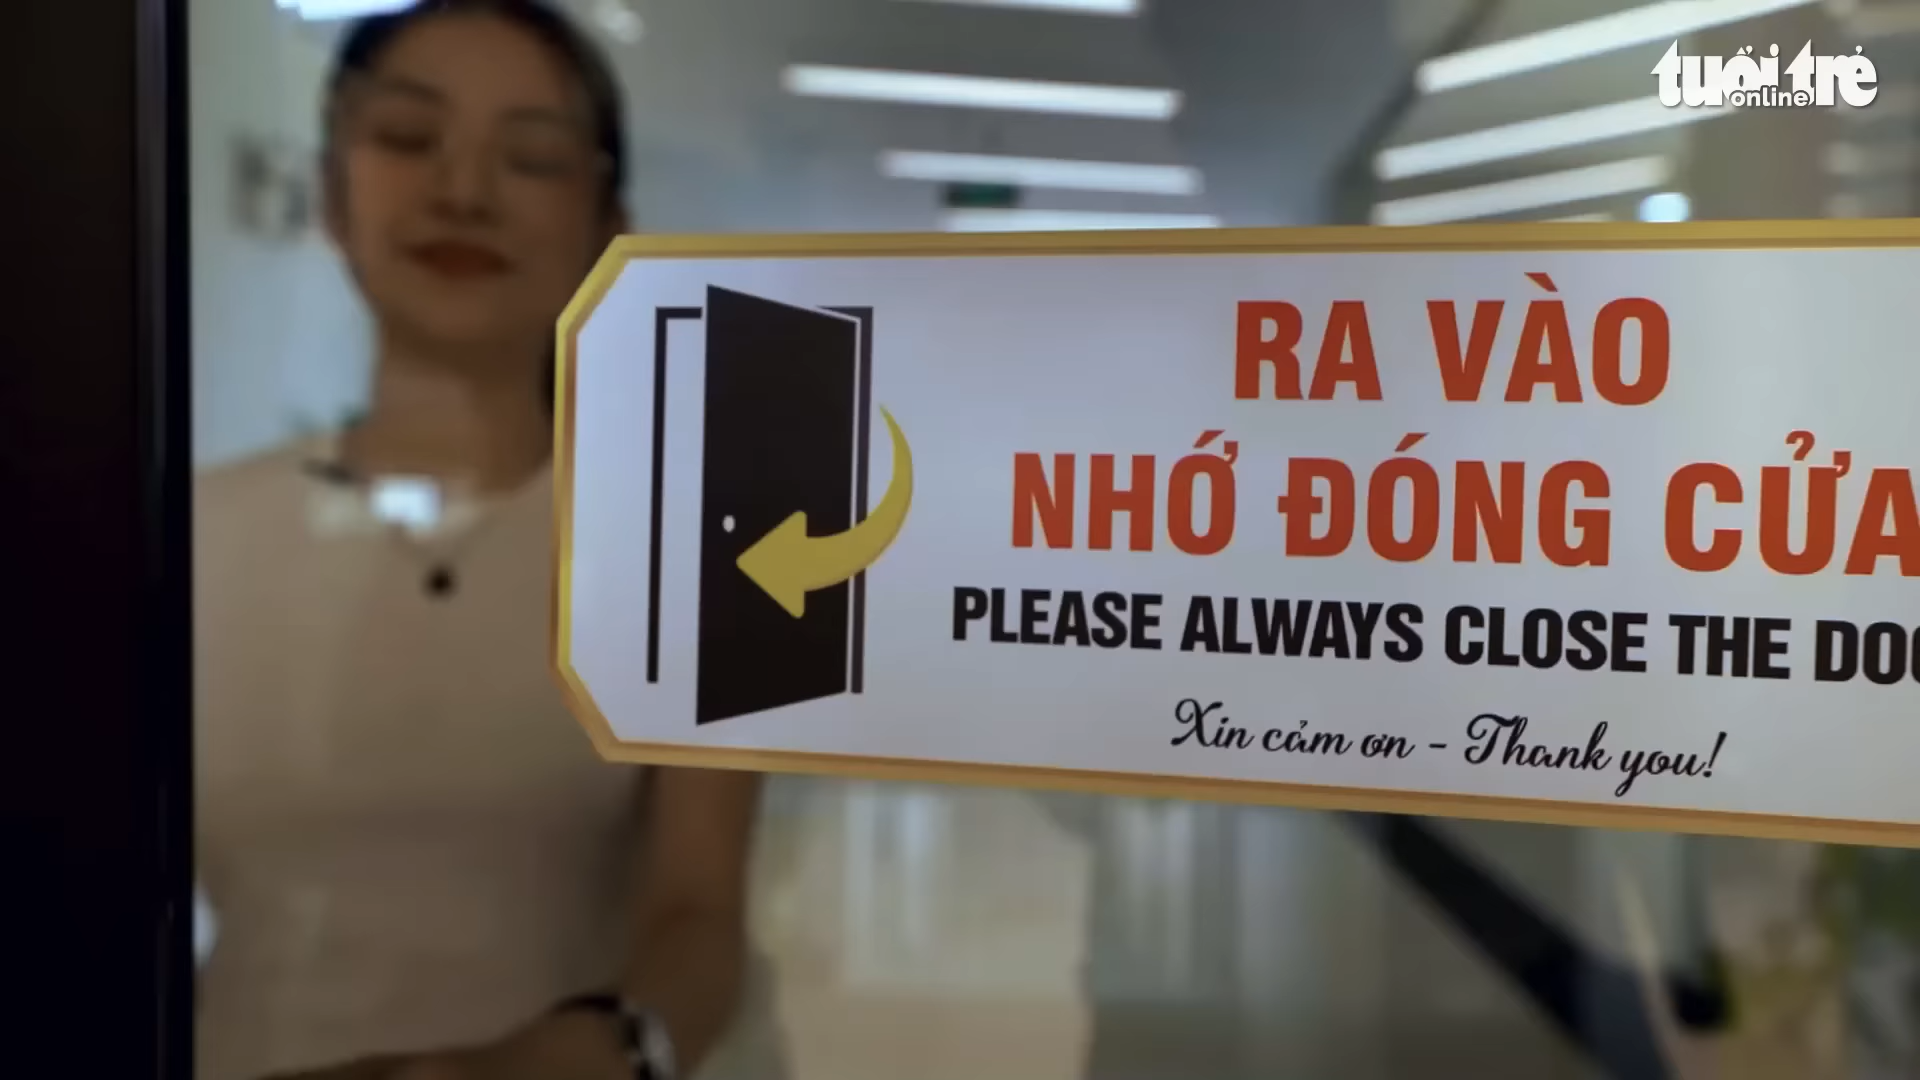 tuổi trẻ
online
RA VÀO
NHỚ ĐÓNG CỬA
PLEASE ALWAYS CLOSE THE DOO
Xin cảm ơn - Thank you!